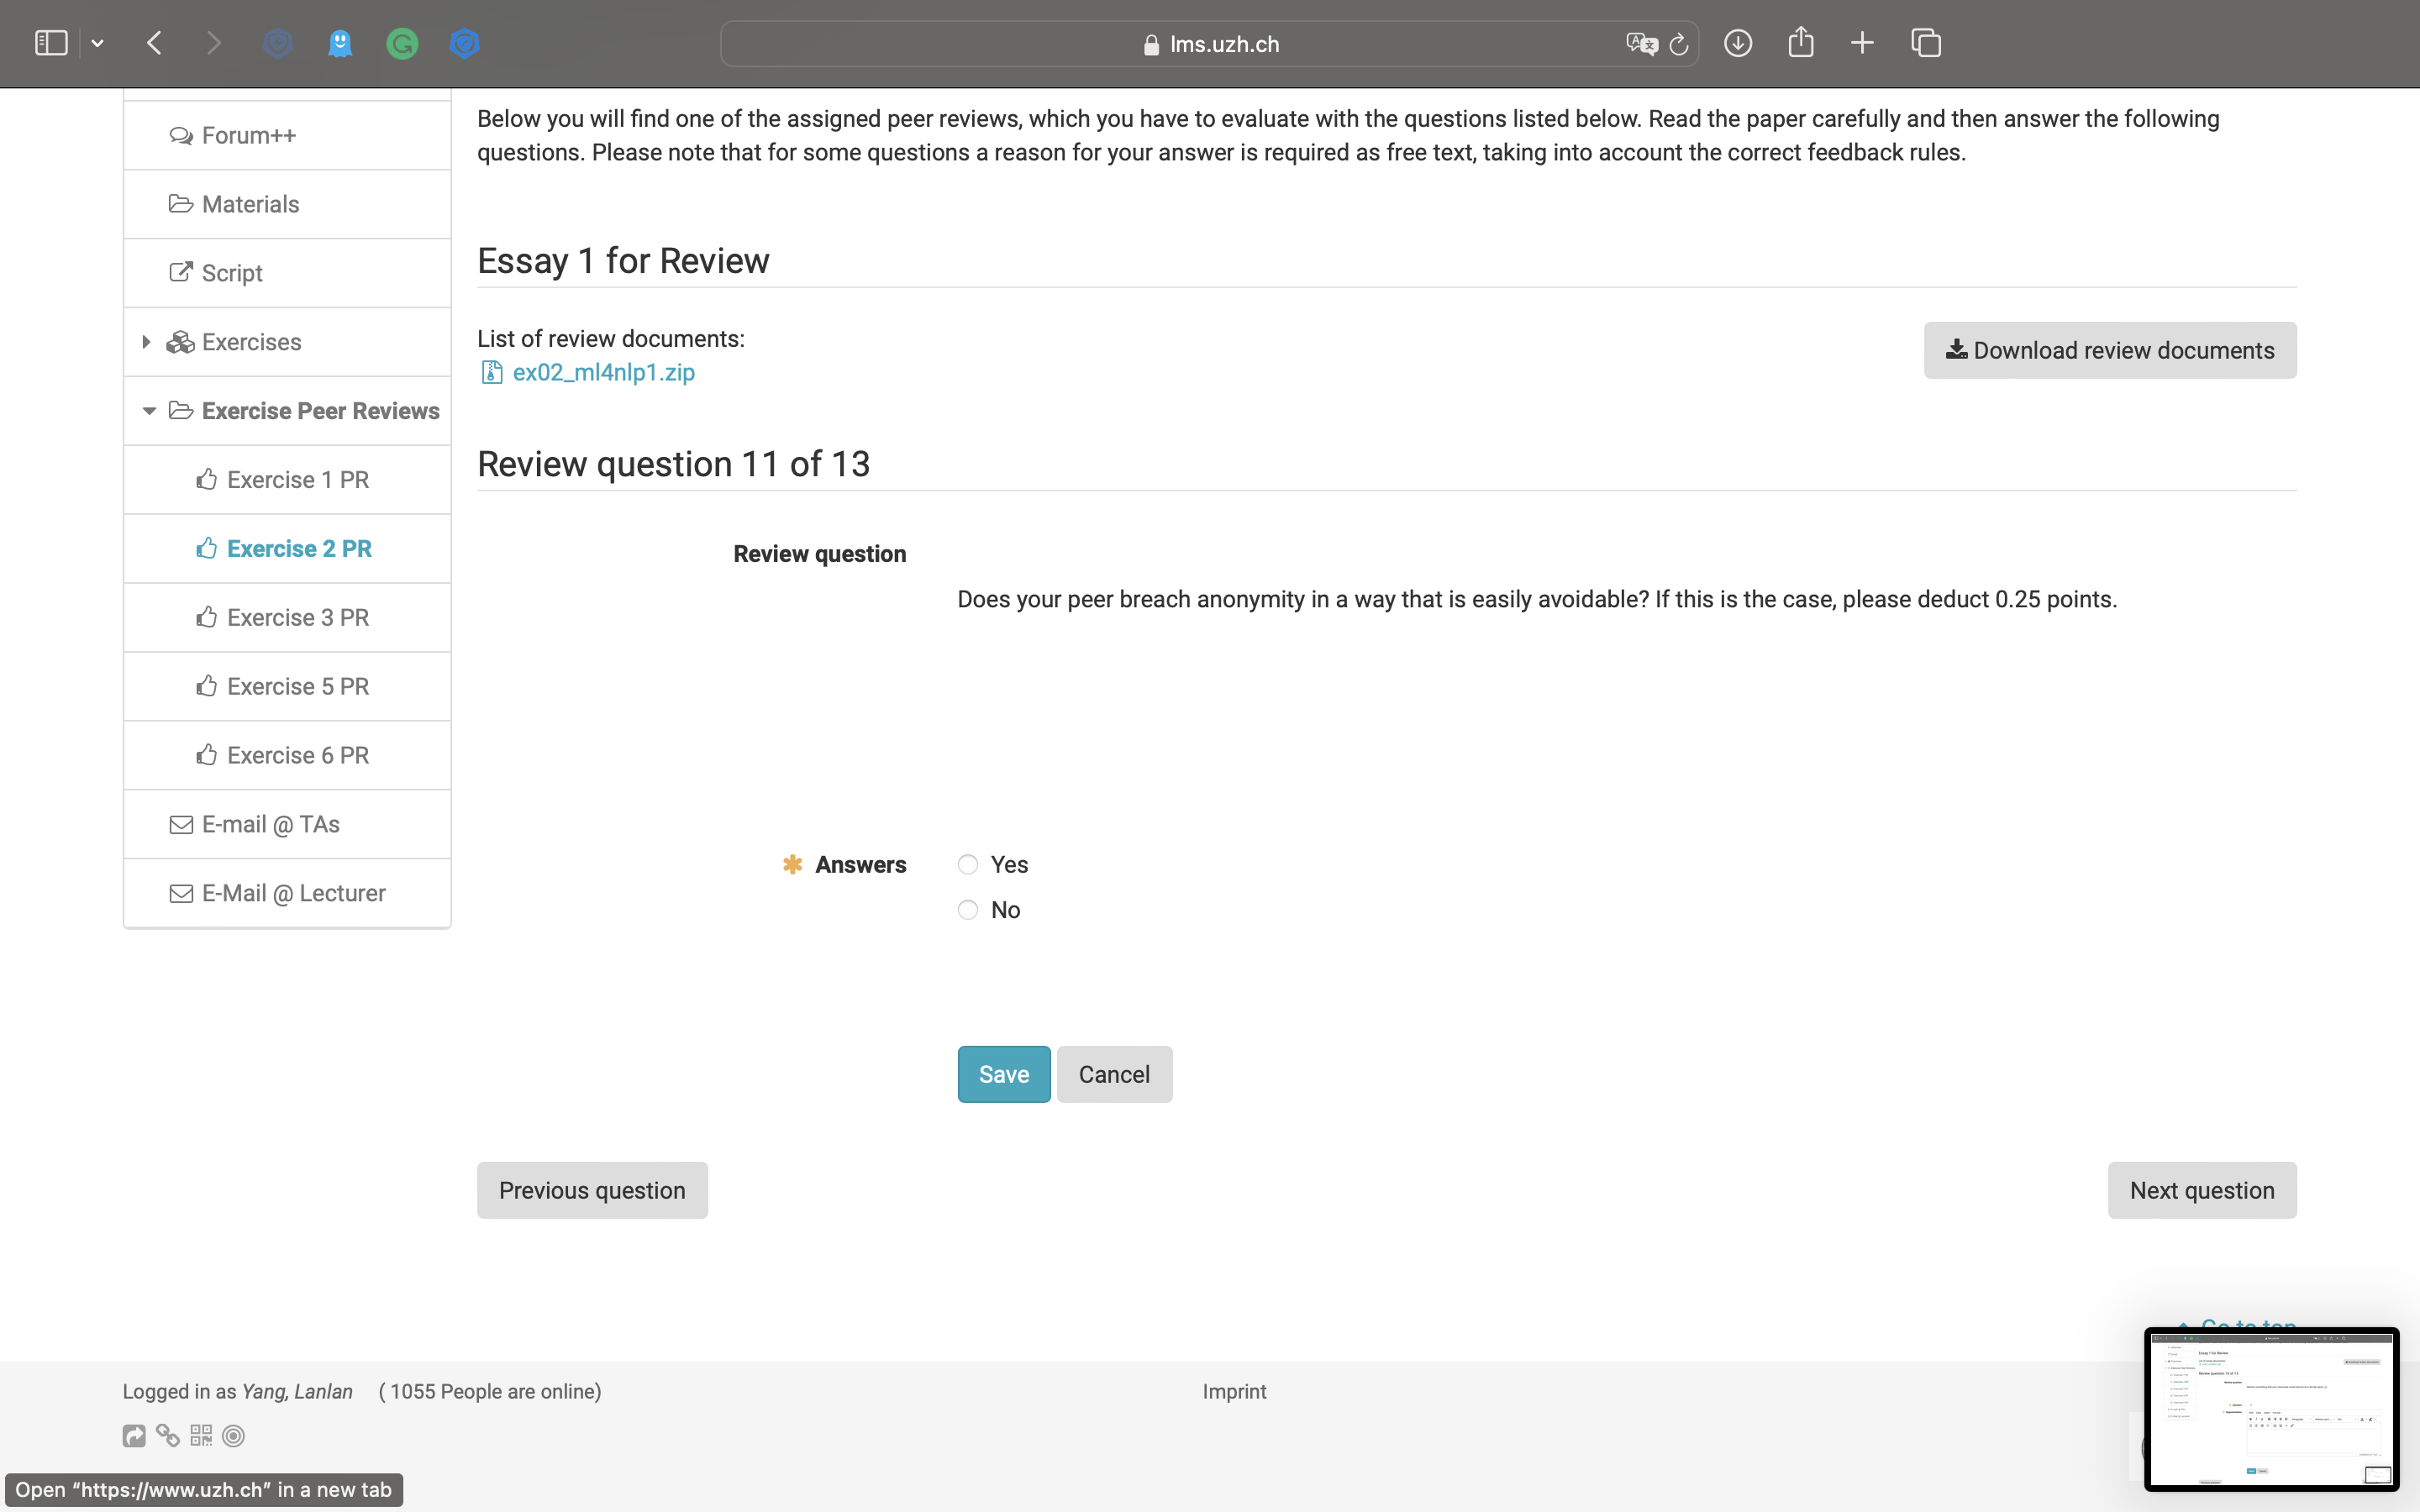 lms.uzh.ch
Forum++
Materials
Script
Exercises
Exercise Peer Reviews
Exercise 1 PR
Exercise 2 PR
Exercise 3 PR
Exercise 5 PR
Exercise 6 PR
E-mail @ TAs
E-Mail @ Lecturer
Below you will find one of the assigned peer reviews, which you have to evaluate with the questions listed below. Read the paper carefully and then answer the following
questions. Please note that for some questions a reason for your answer is required as free text, taking into account the correct feedback rules.
Essay 1 for Review
List of review documents:
ex02_ml4nlp1.zip
Download review documents
Review question 11 of 13
Review question
Does your peer breach anonymity in a way that is easily avoidable? If this is the case, please deduct 0.25 points.
Answers
Yes
No
Save
Cancel
Previous question
Next question
Go to top
Logged in as Yang, Lanlan ( 1055 People are online)
Imprint
Open “https://www.uzh.ch” in a new tab